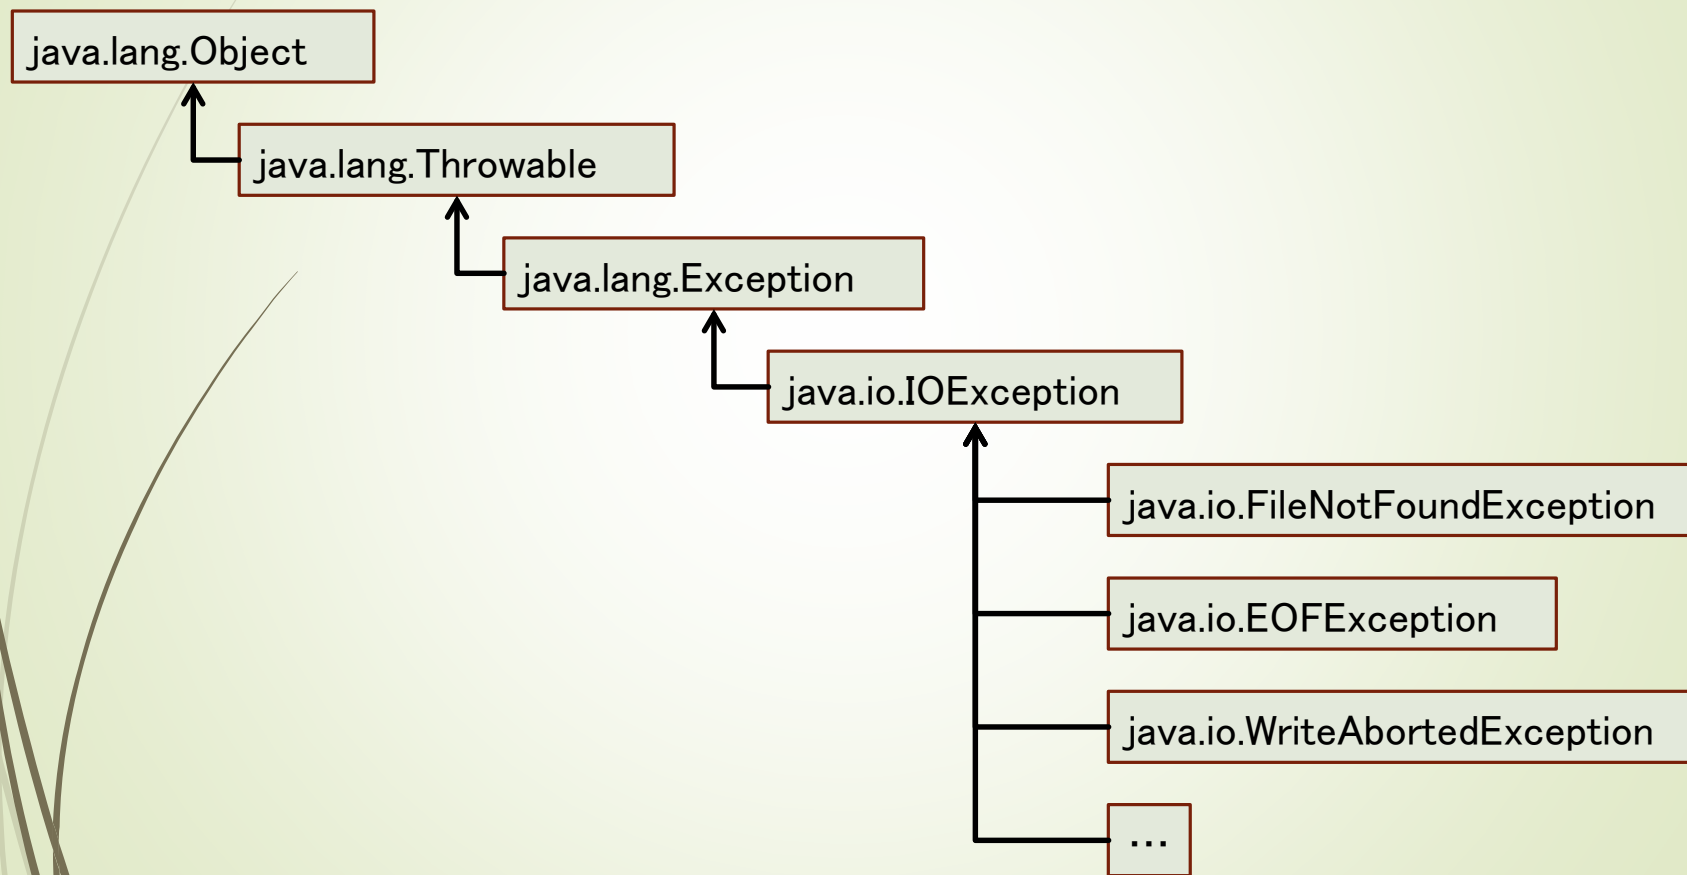 java.lang.Object
java.lang.Throwable
java.lang.Exception
java.io.IOException
java.io.FileNotFoundException
java.io.EOFException
java.io.WriteAbortedException
…